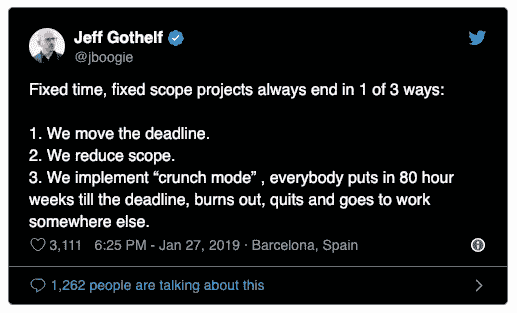 Jeff Gothelf
@jboogie
Fixed time, fixed scope projects always end in 1 of 3 ways:
1. We move the deadline.
2. We reduce scope.
3. We implement “crunch mode” , everybody puts in 80 hour
weeks till the deadline, burns out, quits and goes to work
somewhere else.
3,111 6:25 PM - Jan 27, 2019 · Barcelona, Spain
1,262 people are talking about this